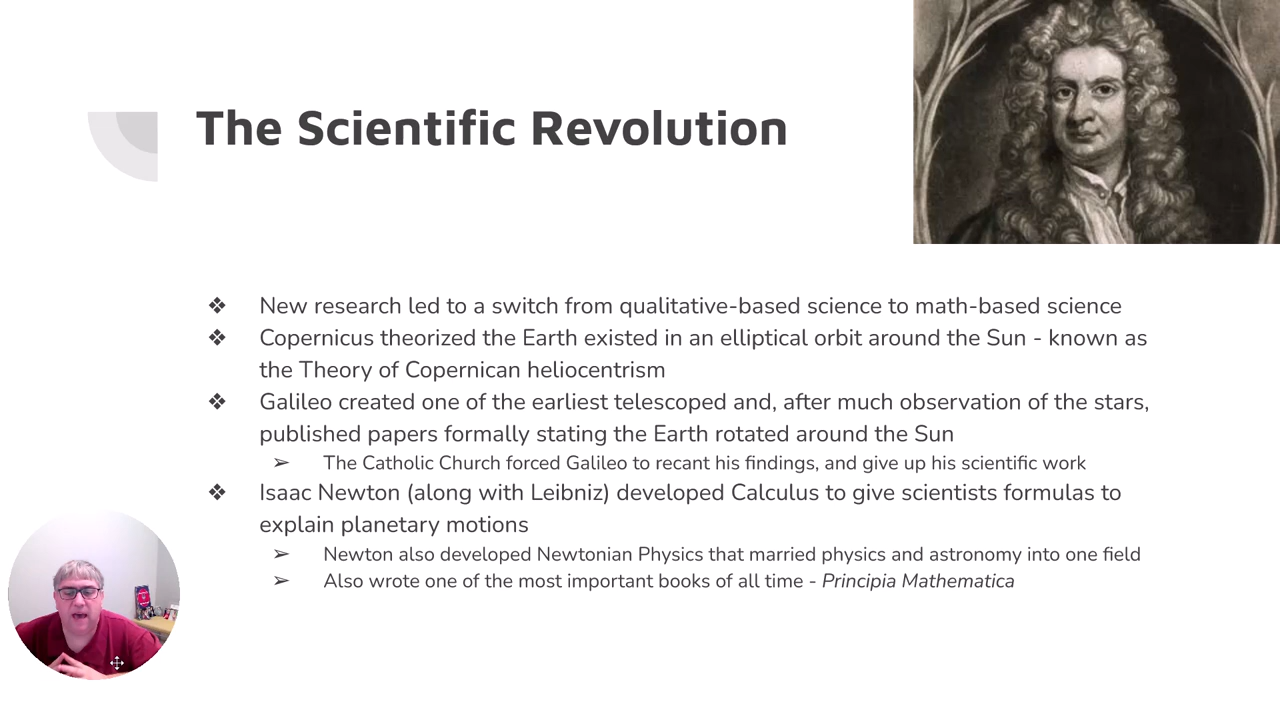 The Scientific Revolution
❖ New research led to a switch from qualitative-based science to math-based science
❖ Copernicus theorized the Earth existed in an elliptical orbit around the Sun - known as
the Theory of Copernican heliocentrism
❖ Galileo created one of the earliest telescoped and, after much observation of the stars,
published papers formally stating the Earth rotated around the Sun
➢ The Catholic Church forced Galileo to recant his findings, and give up his scientific work
❖ Isaac Newton (along with Leibniz) developed Calculus to give scientists formulas to
explain planetary motions
➢ Newton also developed Newtonian Physics that married physics and astronomy into one field
➢ Also wrote one of the most important books of all time - Principia Mathematica